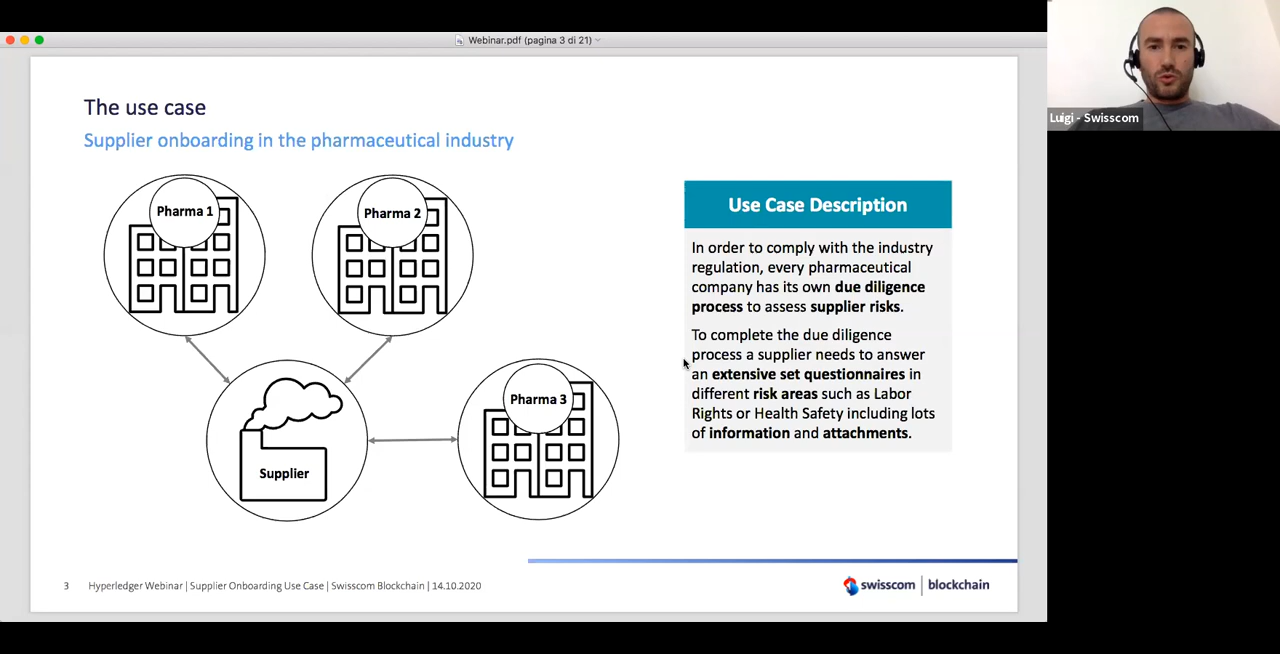 Webinar.pdf (pagina 3 di 21)
Luigi - Swisscom
The use case
Supplier onboarding in the pharmaceutical industry
Pharma 1
Pharma 2
Pharma 3
Supplier
Use Case Description
In order to comply with the industry
regulation, every pharmaceutical
company has its own due diligence
process to assess supplier risks.
To complete the due diligence
process a supplier needs to answer
an extensive set questionnaires in
different risk areas such as Labor
Rights or Health Safety including lots
of information and attachments.
3 Hyperledger Webinar | Supplier Onboarding Use Case | Swisscom Blockchain | 14.10.2020
swisscom | blockchain